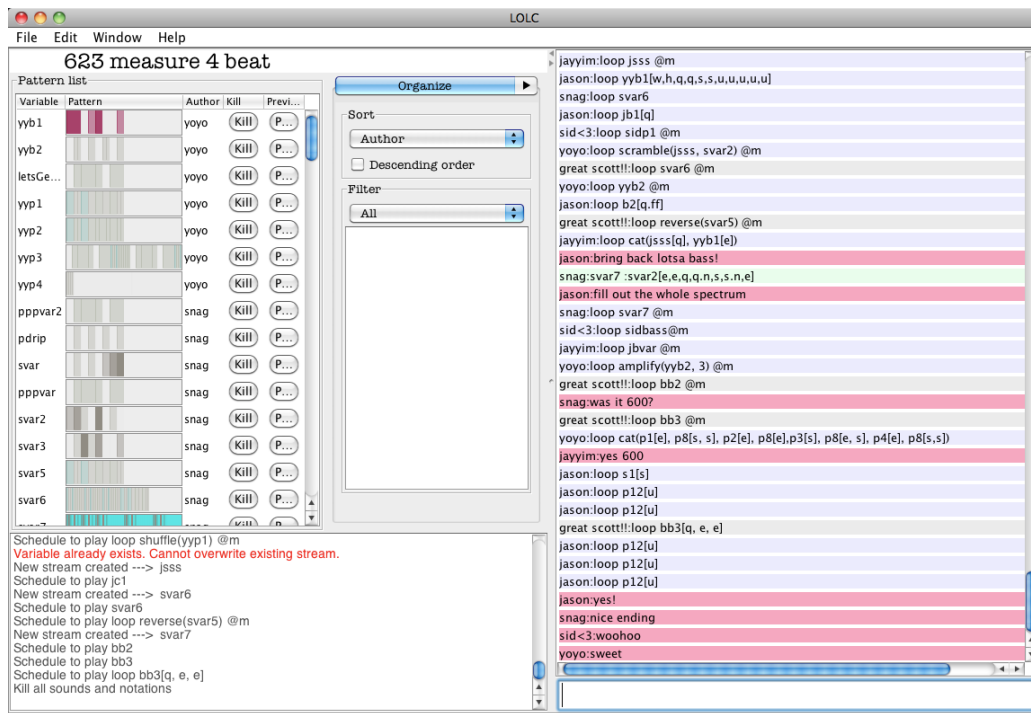 LOLC
File Edit Window Help
623 measure 4 beat
Pattern list
Variable Pattern Author Kill Previ...
yyb1 yoyo Kill P...
yyb2 yoyo Kill P...
letsGe... yoyo Kill P...
yyp1 yoyo Kill P...
yyp2 yoyo Kill P...
yyp3 yoyo Kill P...
yyp4 yoyo Kill P...
pppvar2 snag Kill P...
pdrip snag Kill P...
svar snag Kill P...
pppvar snag Kill P...
svar2 snag Kill P...
svar3 snag Kill P...
svar5 snag Kill P...
svar6 snag Kill P...
Organize
Sort
Author
Descending order
Filter
All
Schedule to play loop shuffle(yyp1) @m
Variable already exists. Cannot overwrite existing stream.
New stream created ---> jsss
Schedule to play jc1
New stream created ---> svar6
Schedule to play svar6
Schedule to play loop reverse(svar5) @m
New stream created ---> svar7
Schedule to play bb2
Schedule to play bb3
Schedule to play loop bb3[q, e, e]
Kill all sounds and notations
jayyim:loop jsss @m
jason:loop yyb1[w,h,q,q,s,s,u,u,u,u,u]
snag:loop svar6
jason:loop jb1[q]
sid<3:loop sidp1 @m
yoyo:loop scramble(jsss, svar2) @m
great scott!!:loop svar6 @m
yoyo:loop yyb2 @m
jason:loop b2[q.ff]
great scott!!:loop reverse(svar5) @m
jayyim:loop cat(jsss[q], yyb1[e])
jason:bring back lotsa bass!
snag:svar7 :svar2[e,e,q,q.n,s,s.n,e]
jason:fill out the whole spectrum
snag:loop svar7 @m
sid<3:loop sidbass@m
jayyim:loop jbvar @m
yoyo:loop amplify(yyb2, 3) @m
great scott!!:loop bb2 @m
snag:was it 600?
great scott!!:loop bb3 @m
yoyo:loop cat(p1[e], p8[s, s], p2[e], p8[e],p3[s], p8[e, s], p4[e], p8[s,s])
jayyim:yes 600
jason:loop s1[s]
jason:loop p12[u]
jason:loop p12[u]
great scott!!:loop bb3[q, e, e]
jason:loop p12[u]
jason:loop p12[u]
jason:loop p12[u]
jason:yes!
snag:nice ending
sid<3:woohoo
yoyo:sweet